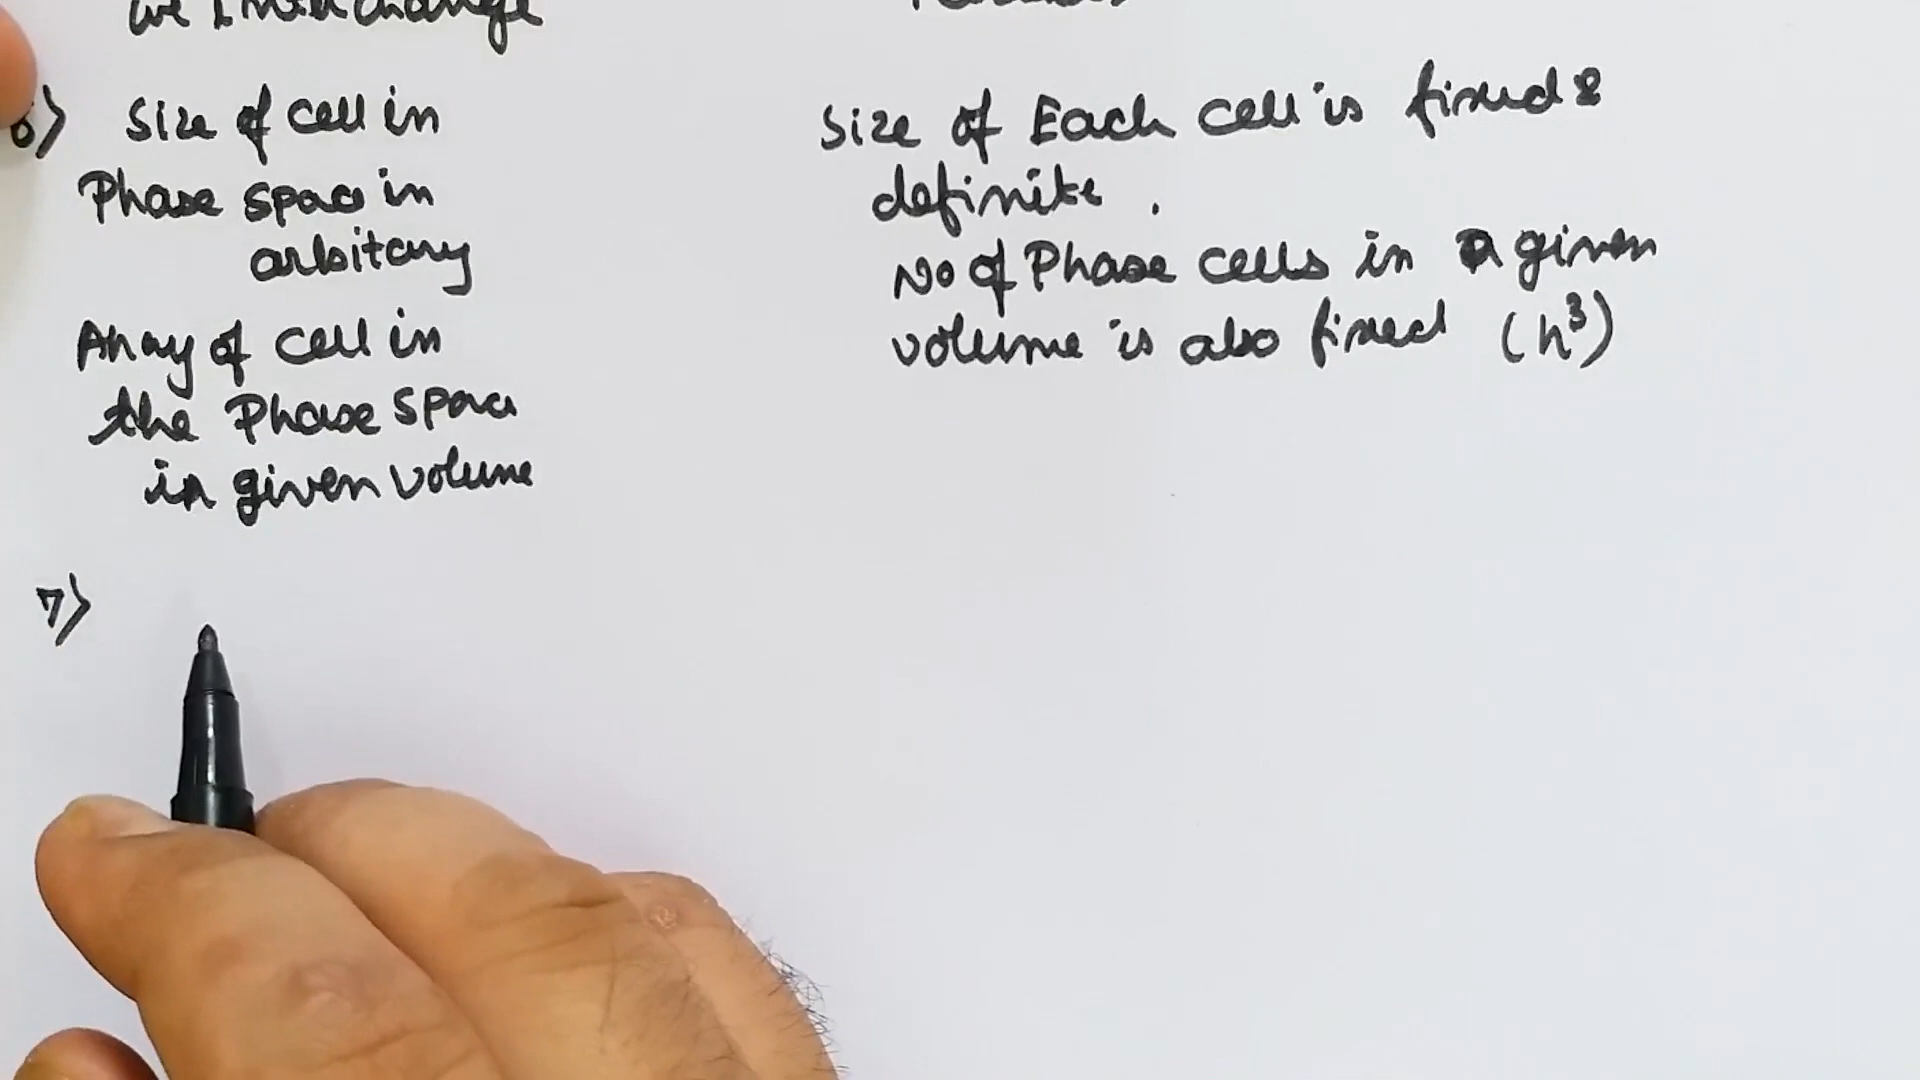 we interchange
6) Size of cell in
Phase space in
arbitary
Array of cell in
the Phase space
in given volume
7)
Size of Each cell is fixed &
definite .
No of Phase cells in a given
volume is also fixed (h³)